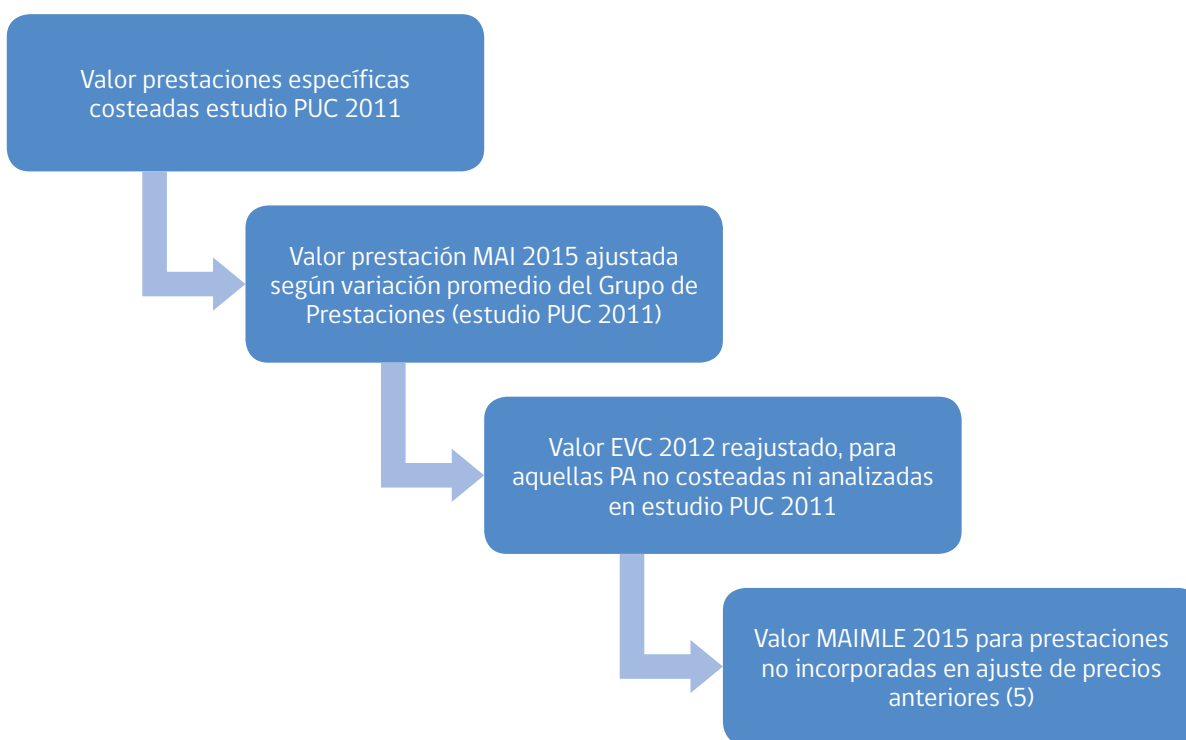 Valor prestaciones específicas
costeadas estudio PUC 2011
Valor prestación MAI 2015 ajustada
según variación promedio del Grupo de
Prestaciones (estudio PUC 2011)
Valor EVC 2012 reajustado, para
aquellas PA no costeadas ni analizadas
en estudio PUC 2011
Valor MAIMLE 2015 para prestaciones
no incorporadas en ajuste de precios
anteriores (5)